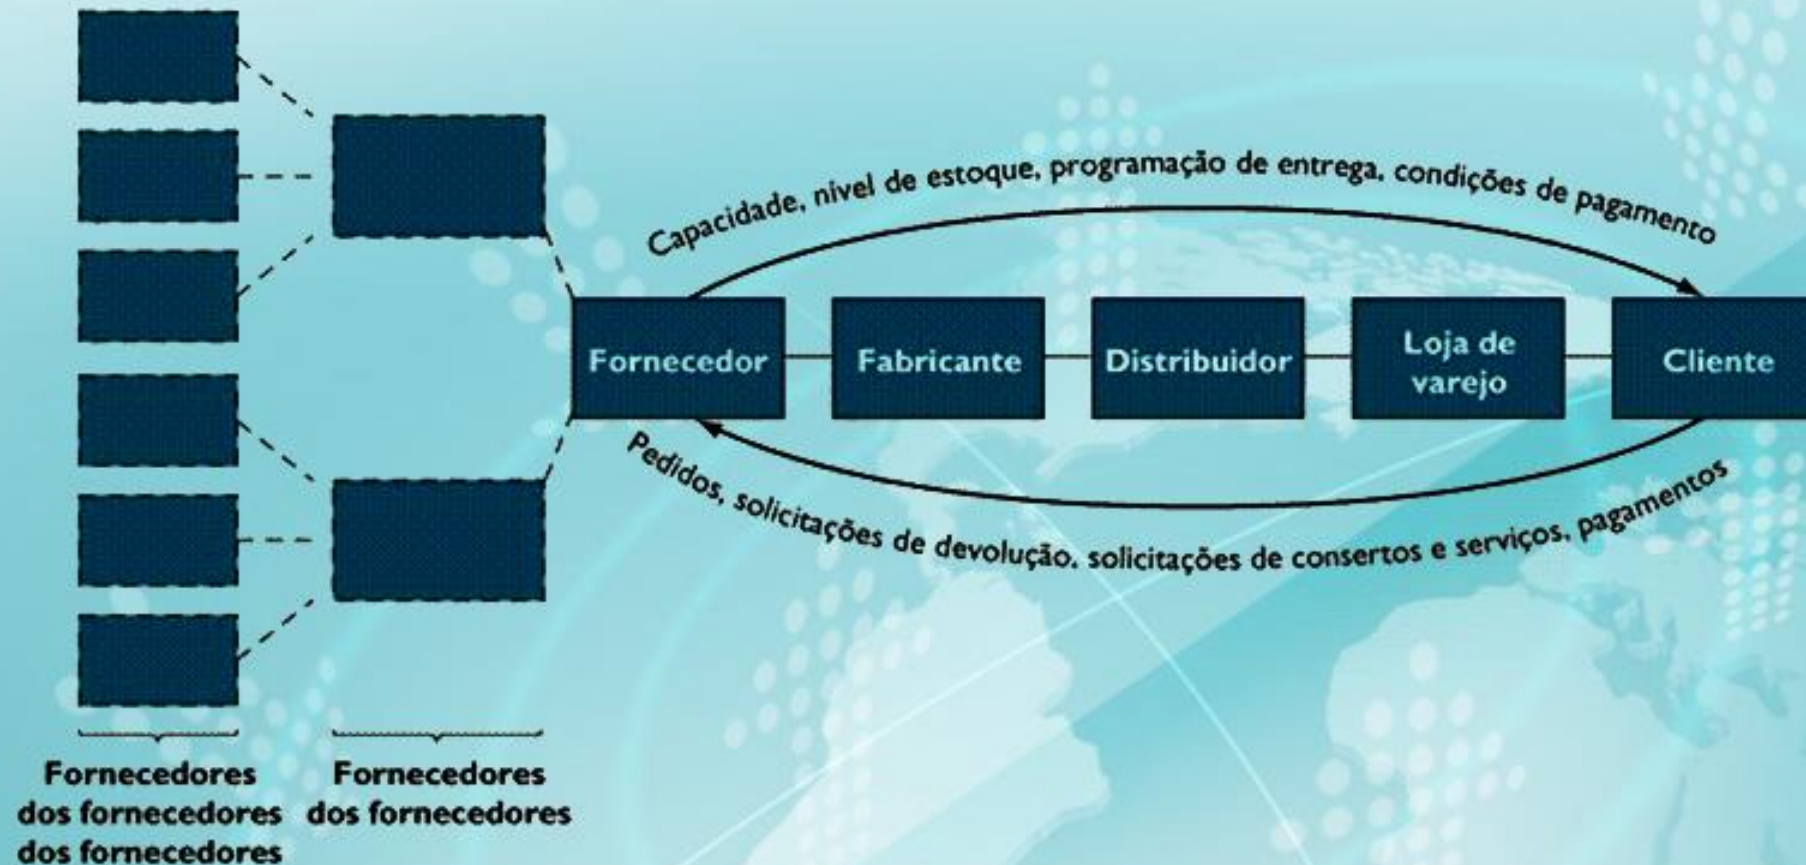 Capacidade, nível de estoque, programação de entrega, condições de pagamento
Fornecedor
Fabricante
Distribuidor
Loja de
varejo
Cliente
Pedidos, solicitações de devolução, solicitações de consertos e serviços, pagamentos
Fornecedores
dos fornecedores
dos fornecedores
Fornecedores
dos fornecedores